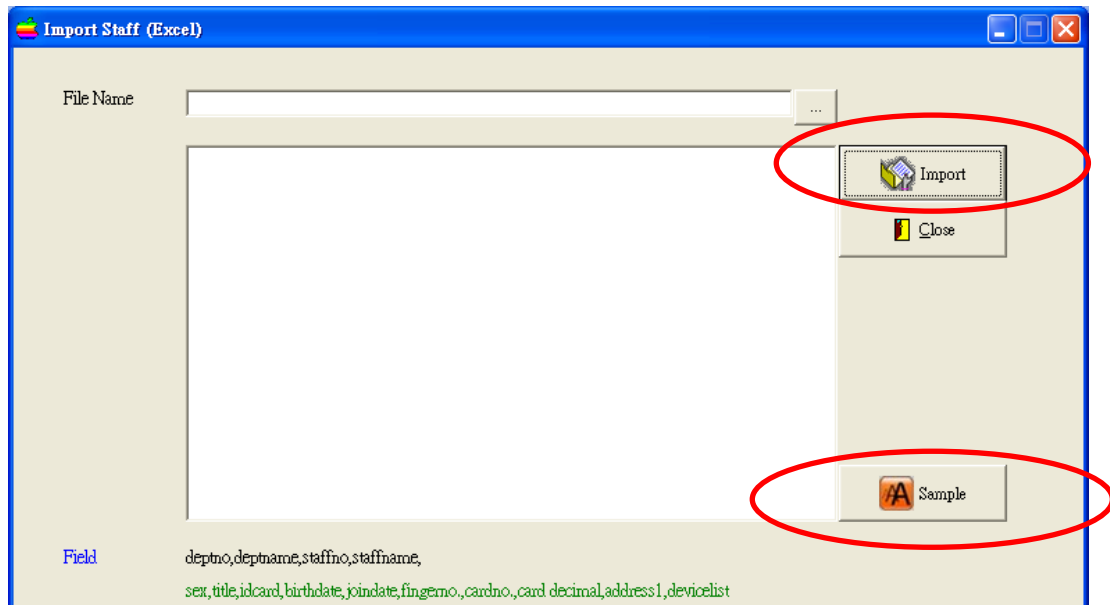 Import Staff (Excel)
File Name
...
Import
Close
Sample
Field
deptno,deptname,staffno,staffname,
sex,title,idcard,birthdate,joindate,fingerno.,cardno.,card decimal,address1,devicelist